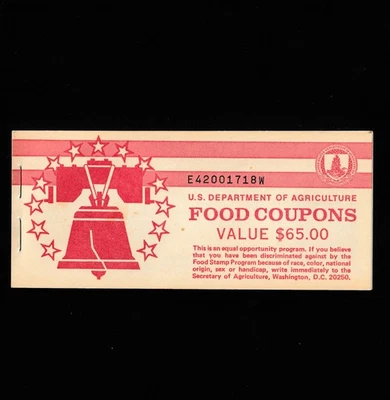 E42001718W
U.S. DEPARTMENT OF AGRICULTURE
FOOD COUPONS
VALUE $65.00
This is an equal opportunity program. If you believe
that you have been discriminated against by the
Food Stamp Program because of race, color, national
origin, sex or handicap, write immediately to the
Secretary of Agriculture, Washington, D.C. 20250.